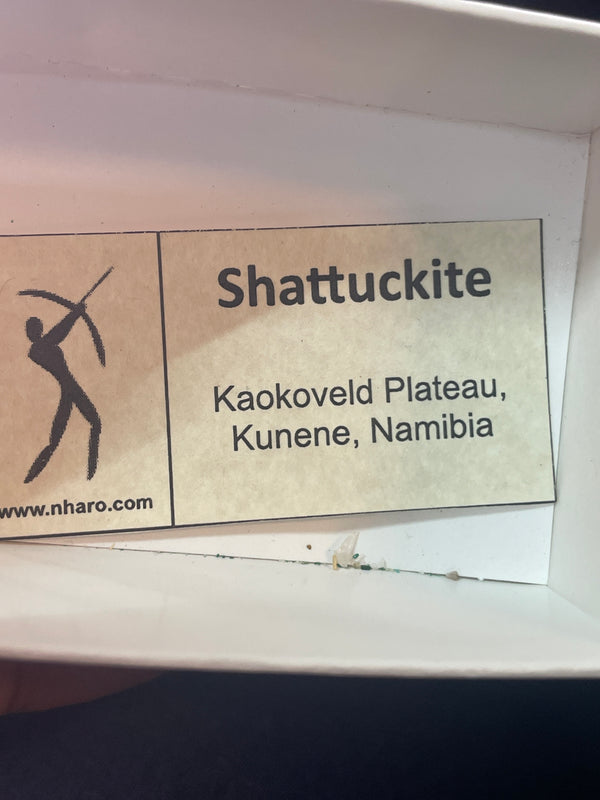 Shattuckite
Kaokoveld Plateau,
Kunene, Namibia
www.nharo.com